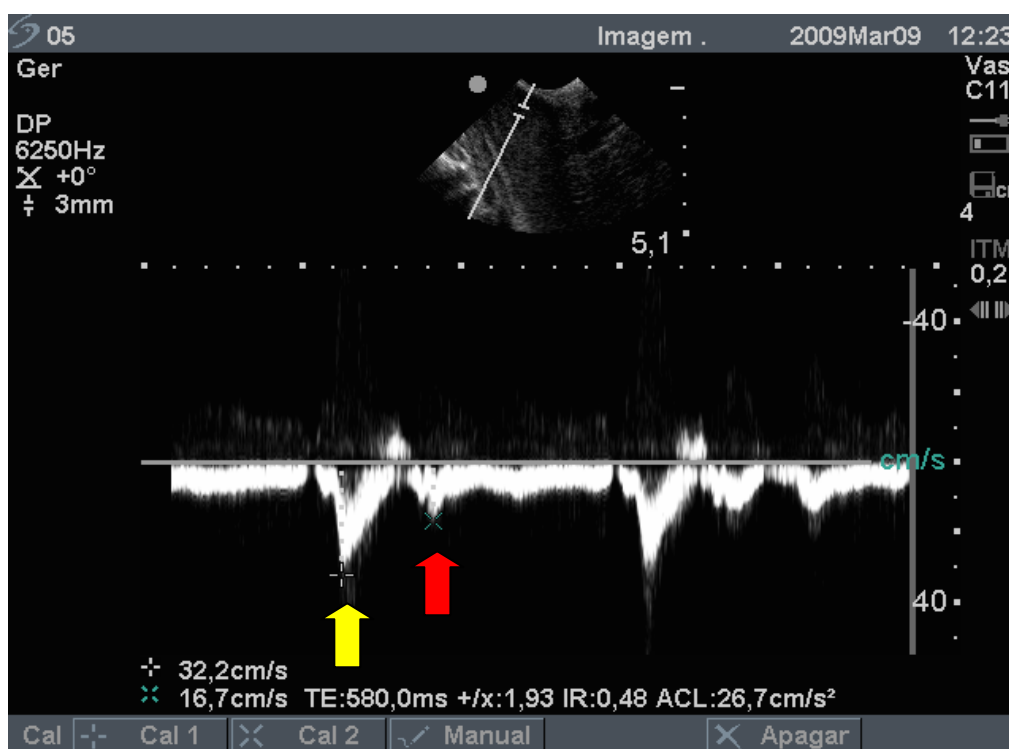 05 Imagem . 2009Mar09 12:23
Ger
Vas
C11
DP
6250Hz
+0°
3mm
4
5,1
ITM
0,2
-40
cm/s
40
32,2cm/s
16,7cm/s TE:580,0ms +/x:1,93 IR:0,48 ACL:26,7cm/s²
Cal Cal 1 Cal 2 Manual Apagar